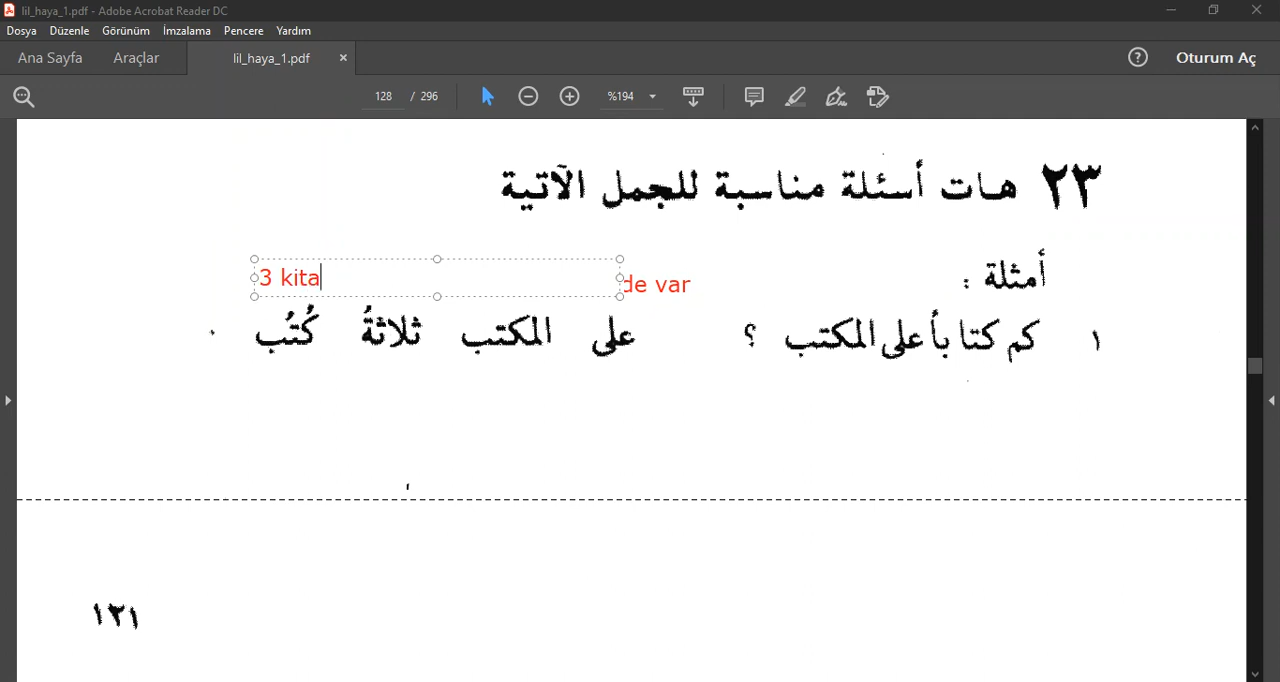 lil_haya_1.pdf - Adobe Acrobat Reader DC
Dosya Düzenle Görünüm İmzalama Pencere Yardım
Ana Sayfa Araçlar lil_haya_1.pdf × ? Oturum Aç
128 / 296 %194
٢٣ هات أسئلة مناسبة للجمل الآتية
أمثلة :
3 kita
de var
١ كم كتاباً على المكتب ؟ على المكتب ثلاثةُ كُتُب .
١٢١